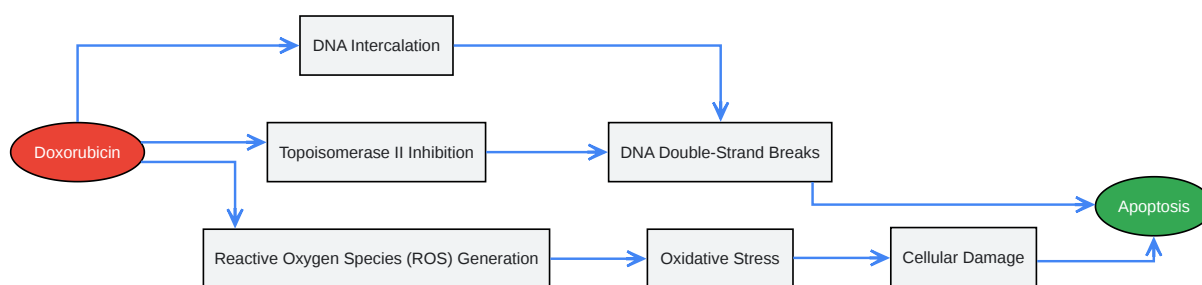 DNA Intercalation
Doxorubicin
Topoisomerase II Inhibition
DNA Double-Strand Breaks
Apoptosis
Reactive Oxygen Species (ROS) Generation
Oxidative Stress
Cellular Damage